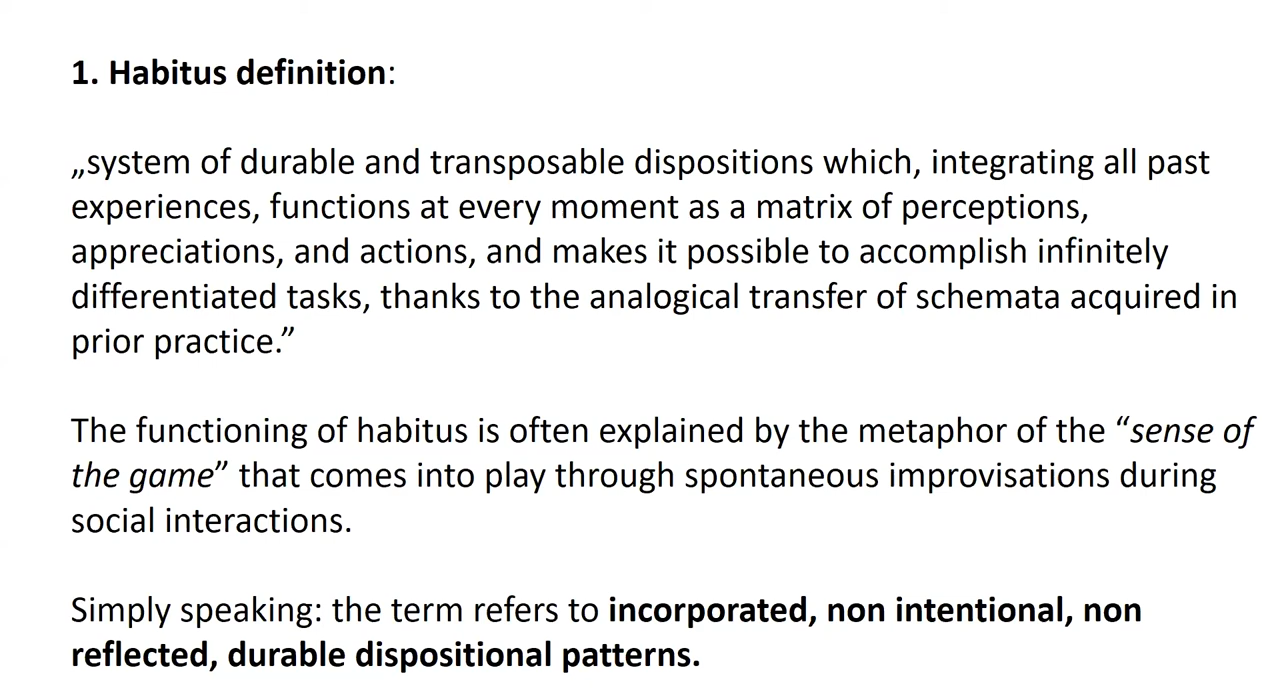 1. Habitus definition:
„system of durable and transposable dispositions which, integrating all past
experiences, functions at every moment as a matrix of perceptions,
appreciations, and actions, and makes it possible to accomplish infinitely
differentiated tasks, thanks to the analogical transfer of schemata acquired in
prior practice.”
The functioning of habitus is often explained by the metaphor of the “sense of
the game” that comes into play through spontaneous improvisations during
social interactions.
Simply speaking: the term refers to incorporated, non intentional, non
reflected, durable dispositional patterns.